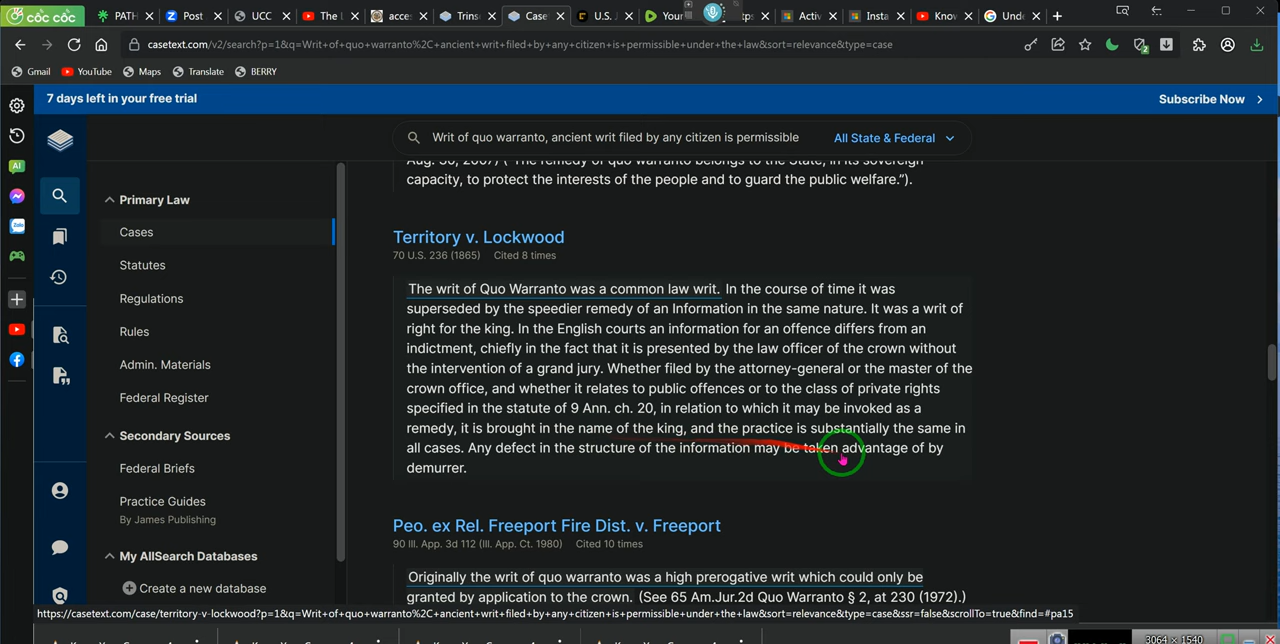 cốc cốc
PATH
Post
UCC
The L
acces
Trins
Case
U.S. J
Your
Activ
Insta
Know
Unde
casetext.com/v2/search?p=1&q=Writ+of+quo+warranto%2C+ancient+writ+filed+by+any+citizen+is+permissible+under+the+law&sort=relevance&type=case
Gmail
YouTube
Maps
Translate
BERRY
7 days left in your free trial
Subscribe Now
Writ of quo warranto, ancient writ filed by any citizen is permissible
All State & Federal
Primary Law
Cases
Statutes
Regulations
Rules
Admin. Materials
Federal Register
Secondary Sources
Federal Briefs
Practice Guides
By James Publishing
My AllSearch Databases
Create a new database
Aug. 30, 2007) ("The remedy of quo warranto belongs to the State, in its sovereign
capacity, to protect the interests of the people and to guard the public welfare.").
Territory v. Lockwood
70 U.S. 236 (1865) Cited 8 times
The writ of Quo Warranto was a common law writ. In the course of time it was
superseded by the speedier remedy of an Information in the same nature. It was a writ of
right for the king. In the English courts an information for an offence differs from an
indictment, chiefly in the fact that it is presented by the law officer of the crown without
the intervention of a grand jury. Whether filed by the attorney-general or the master of the
crown office, and whether it relates to public offences or to the class of private rights
specified in the statute of 9 Ann. ch. 20, in relation to which it may be invoked as a
remedy, it is brought in the name of the king, and the practice is substantially the same in
all cases. Any defect in the structure of the information may be taken advantage of by
demurrer.
Peo. ex Rel. Freeport Fire Dist. v. Freeport
90 Ill. App. 3d 112 (Ill. App. Ct. 1980) Cited 10 times
Originally the writ of quo warranto was a high prerogative writ which could only be
granted by application to the crown. (See 65 Am.Jur.2d Quo Warranto § 2, at 230 (1972).)
https://casetext.com/case/territory-v-lockwood?p=1&q=Writ+of+quo+warranto%2C+ancient+writ+filed+by+any+citizen+is+permissible+under+the+law&sort=relevance&type=case&ssr=false&scrollTo=true&find=#pa15
3064 × 1540